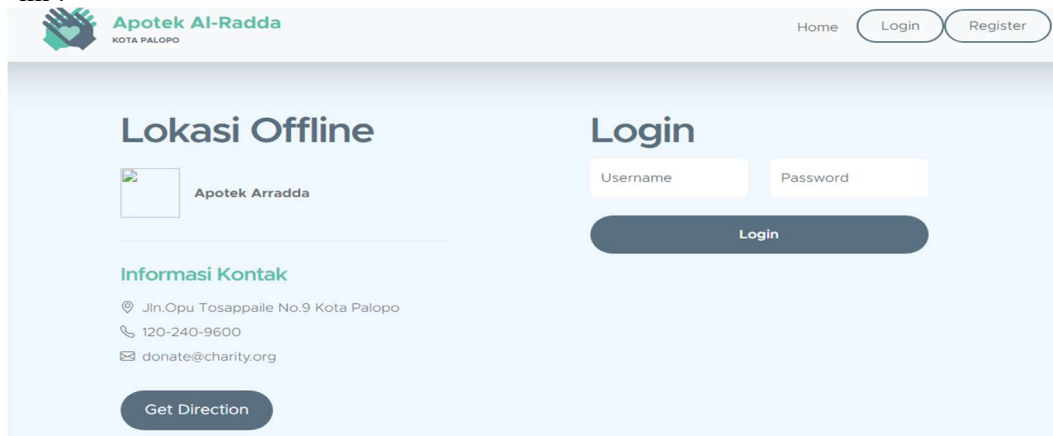 Apotek Al-Radda
KOTA PALOPO
Home
Login
Register
Lokasi Offline
Apotek Arradda
Informasi Kontak
Jln.Opu Tosappaile No.9 Kota Palopo
120-240-9600
donate@charity.org
Get Direction
Login
Username
Password
Login